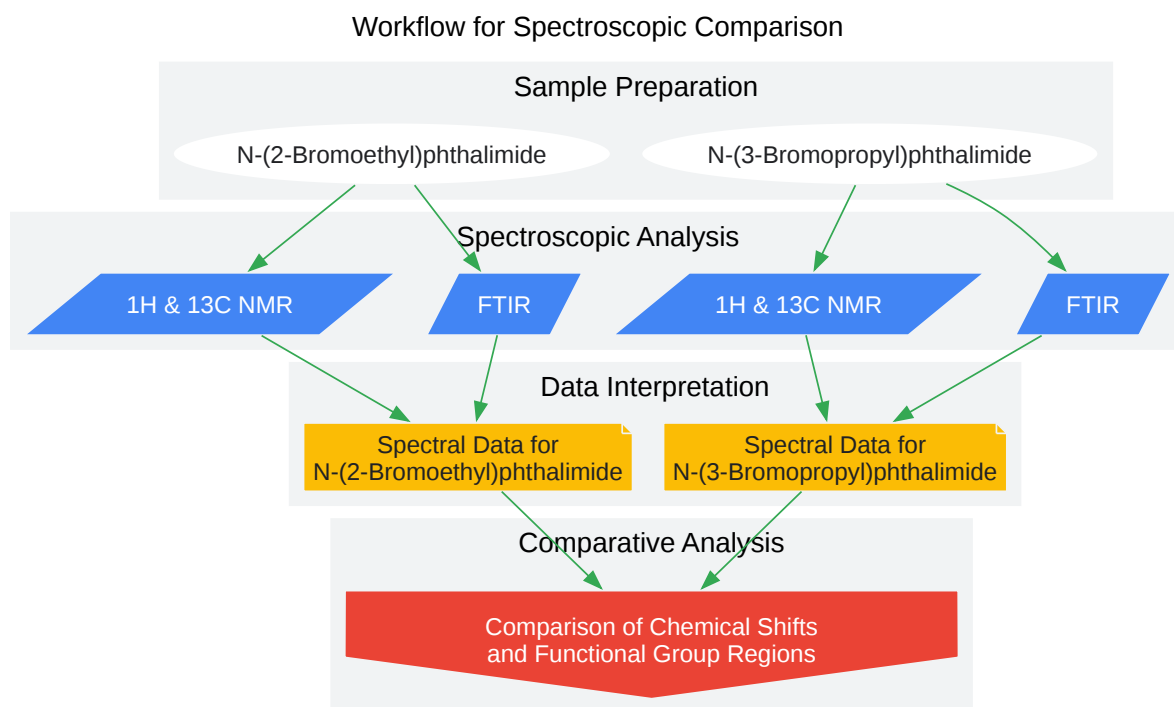 Workflow for Spectroscopic Comparison
Sample Preparation
N-(2-Bromoethyl)phthalimide
N-(3-Bromopropyl)phthalimide
Spectroscopic Analysis
1H & 13C NMR
FTIR
1H & 13C NMR
FTIR
Data Interpretation
Spectral Data for
N-(2-Bromoethyl)phthalimide
Spectral Data for
N-(3-Bromopropyl)phthalimide
Comparative Analysis
Comparison of Chemical Shifts
and Functional Group Regions